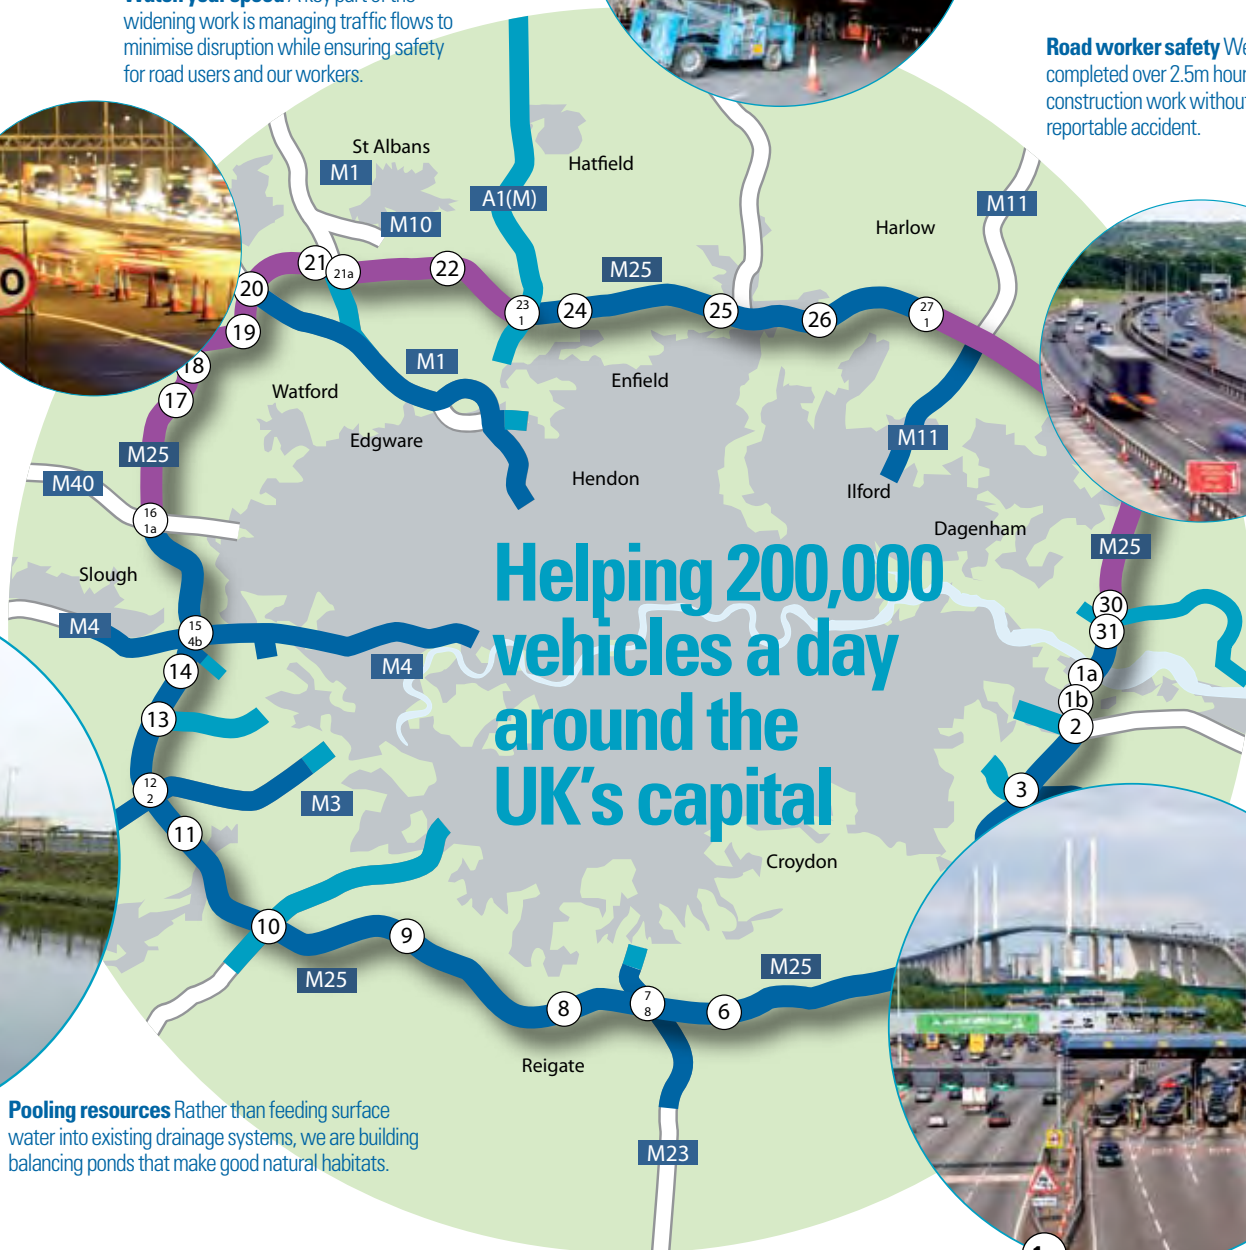 widening work is managing traffic flows to
minimise disruption while ensuring safety
for road users and our workers.
Road worker safety We
completed over 2.5m hour
construction work without
reportable accident.
St Albans
M1
Hatfield
A1(M)
M10
M11
Harlow
21
21a
22
M25
20
23
1
24
25
26
27
1
19
18
17
M1
Watford
Enfield
Edgware
M11
M25
M40
Hendon
Ilford
16
1a
Dagenham
M25
Slough
Helping 200,000
vehicles a day
around the
UK's capital
M4
15
4b
M4
14
13
30
31
1a
1b
2
3
12
2
M3
11
Croydon
10
9
M25
M25
8
7
8
6
Reigate
M23
Pooling resources Rather than feeding surface
water into existing drainage systems, we are building
balancing ponds that make good natural habitats.